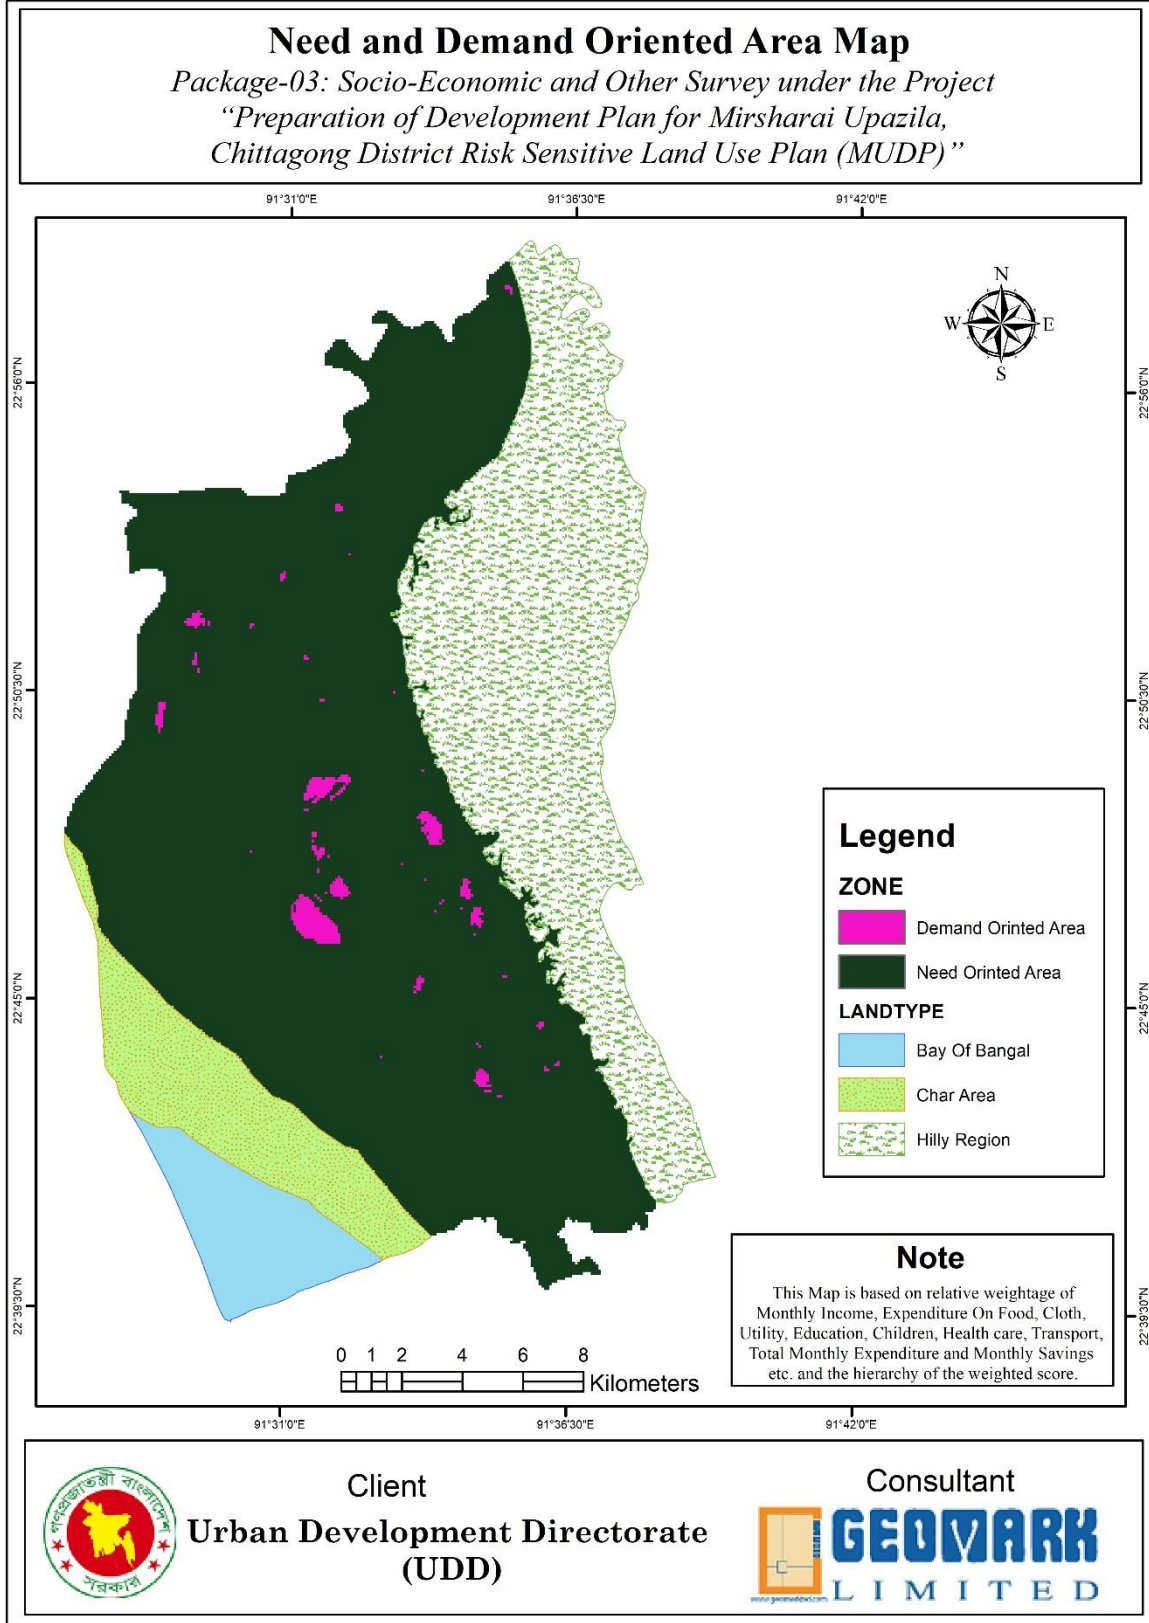 Need and Demand Oriented Area Map
Package-03: Socio-Economic and Other Survey under the Project
“Preparation of Development Plan for Mirsharai Upazila,
Chittagong District Risk Sensitive Land Use Plan (MUDP)”
91°31'0"E 91°36'30"E 91°42'0"E
N
W E
S
22°56'0"N 22°56'0"N
22°50'30"N 22°50'30"N
Legend
ZONE
Demand Orinted Area
Need Orinted Area
LANDTYPE
Bay Of Bangal
Char Area
Hilly Region
22°45'0"N 22°45'0"N
22°39'30"N 22°39'30"N
Note
This Map is based on relative weightage of
Monthly Income, Expenditure On Food, Cloth,
Utility, Education, Children, Health care, Transport,
Total Monthly Expenditure and Monthly Savings
etc. and the hierarchy of the weighted score.
0 1 2 4 6 8
Kilometers
91°31'0"E 91°36'30"E 91°42'0"E
গণপ্রজাতন্ত্রী বাংলাদেশ
সরকার
Client
Urban Development Directorate
(UDD)
Consultant
GEOMARK
LIMITED